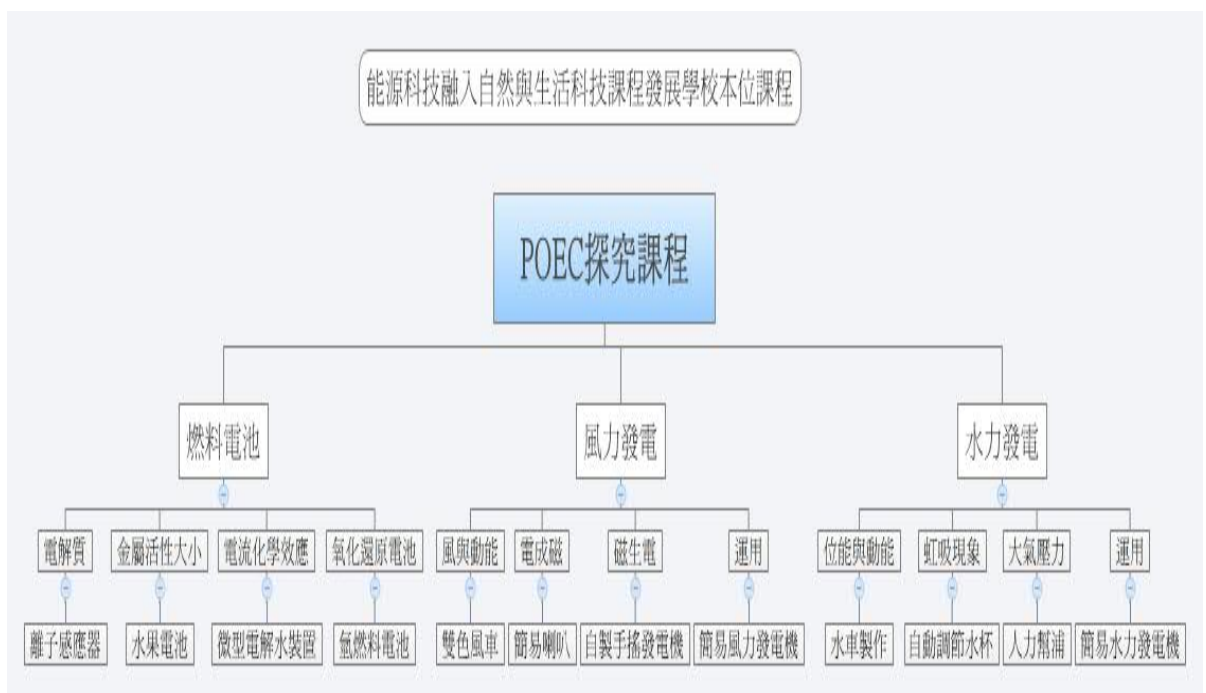 能源科技融入自然與生活科技課程發展學校本位課程
POEC探究課程
燃料電池
風力發電
水力發電
電解質
金屬活性大小
電流化學效應
氧化還原電池
風與動能
電成磁
磁生電
運用
位能與動能
虹吸現象
大氣壓力
運用
離子感應器
水果電池
微型電解水裝置
氫燃料電池
雙色風車
簡易喇叭
自製手搖發電機
簡易風力發電機
水車製作
自動調節水杯
人力幫浦
簡易水力發電機